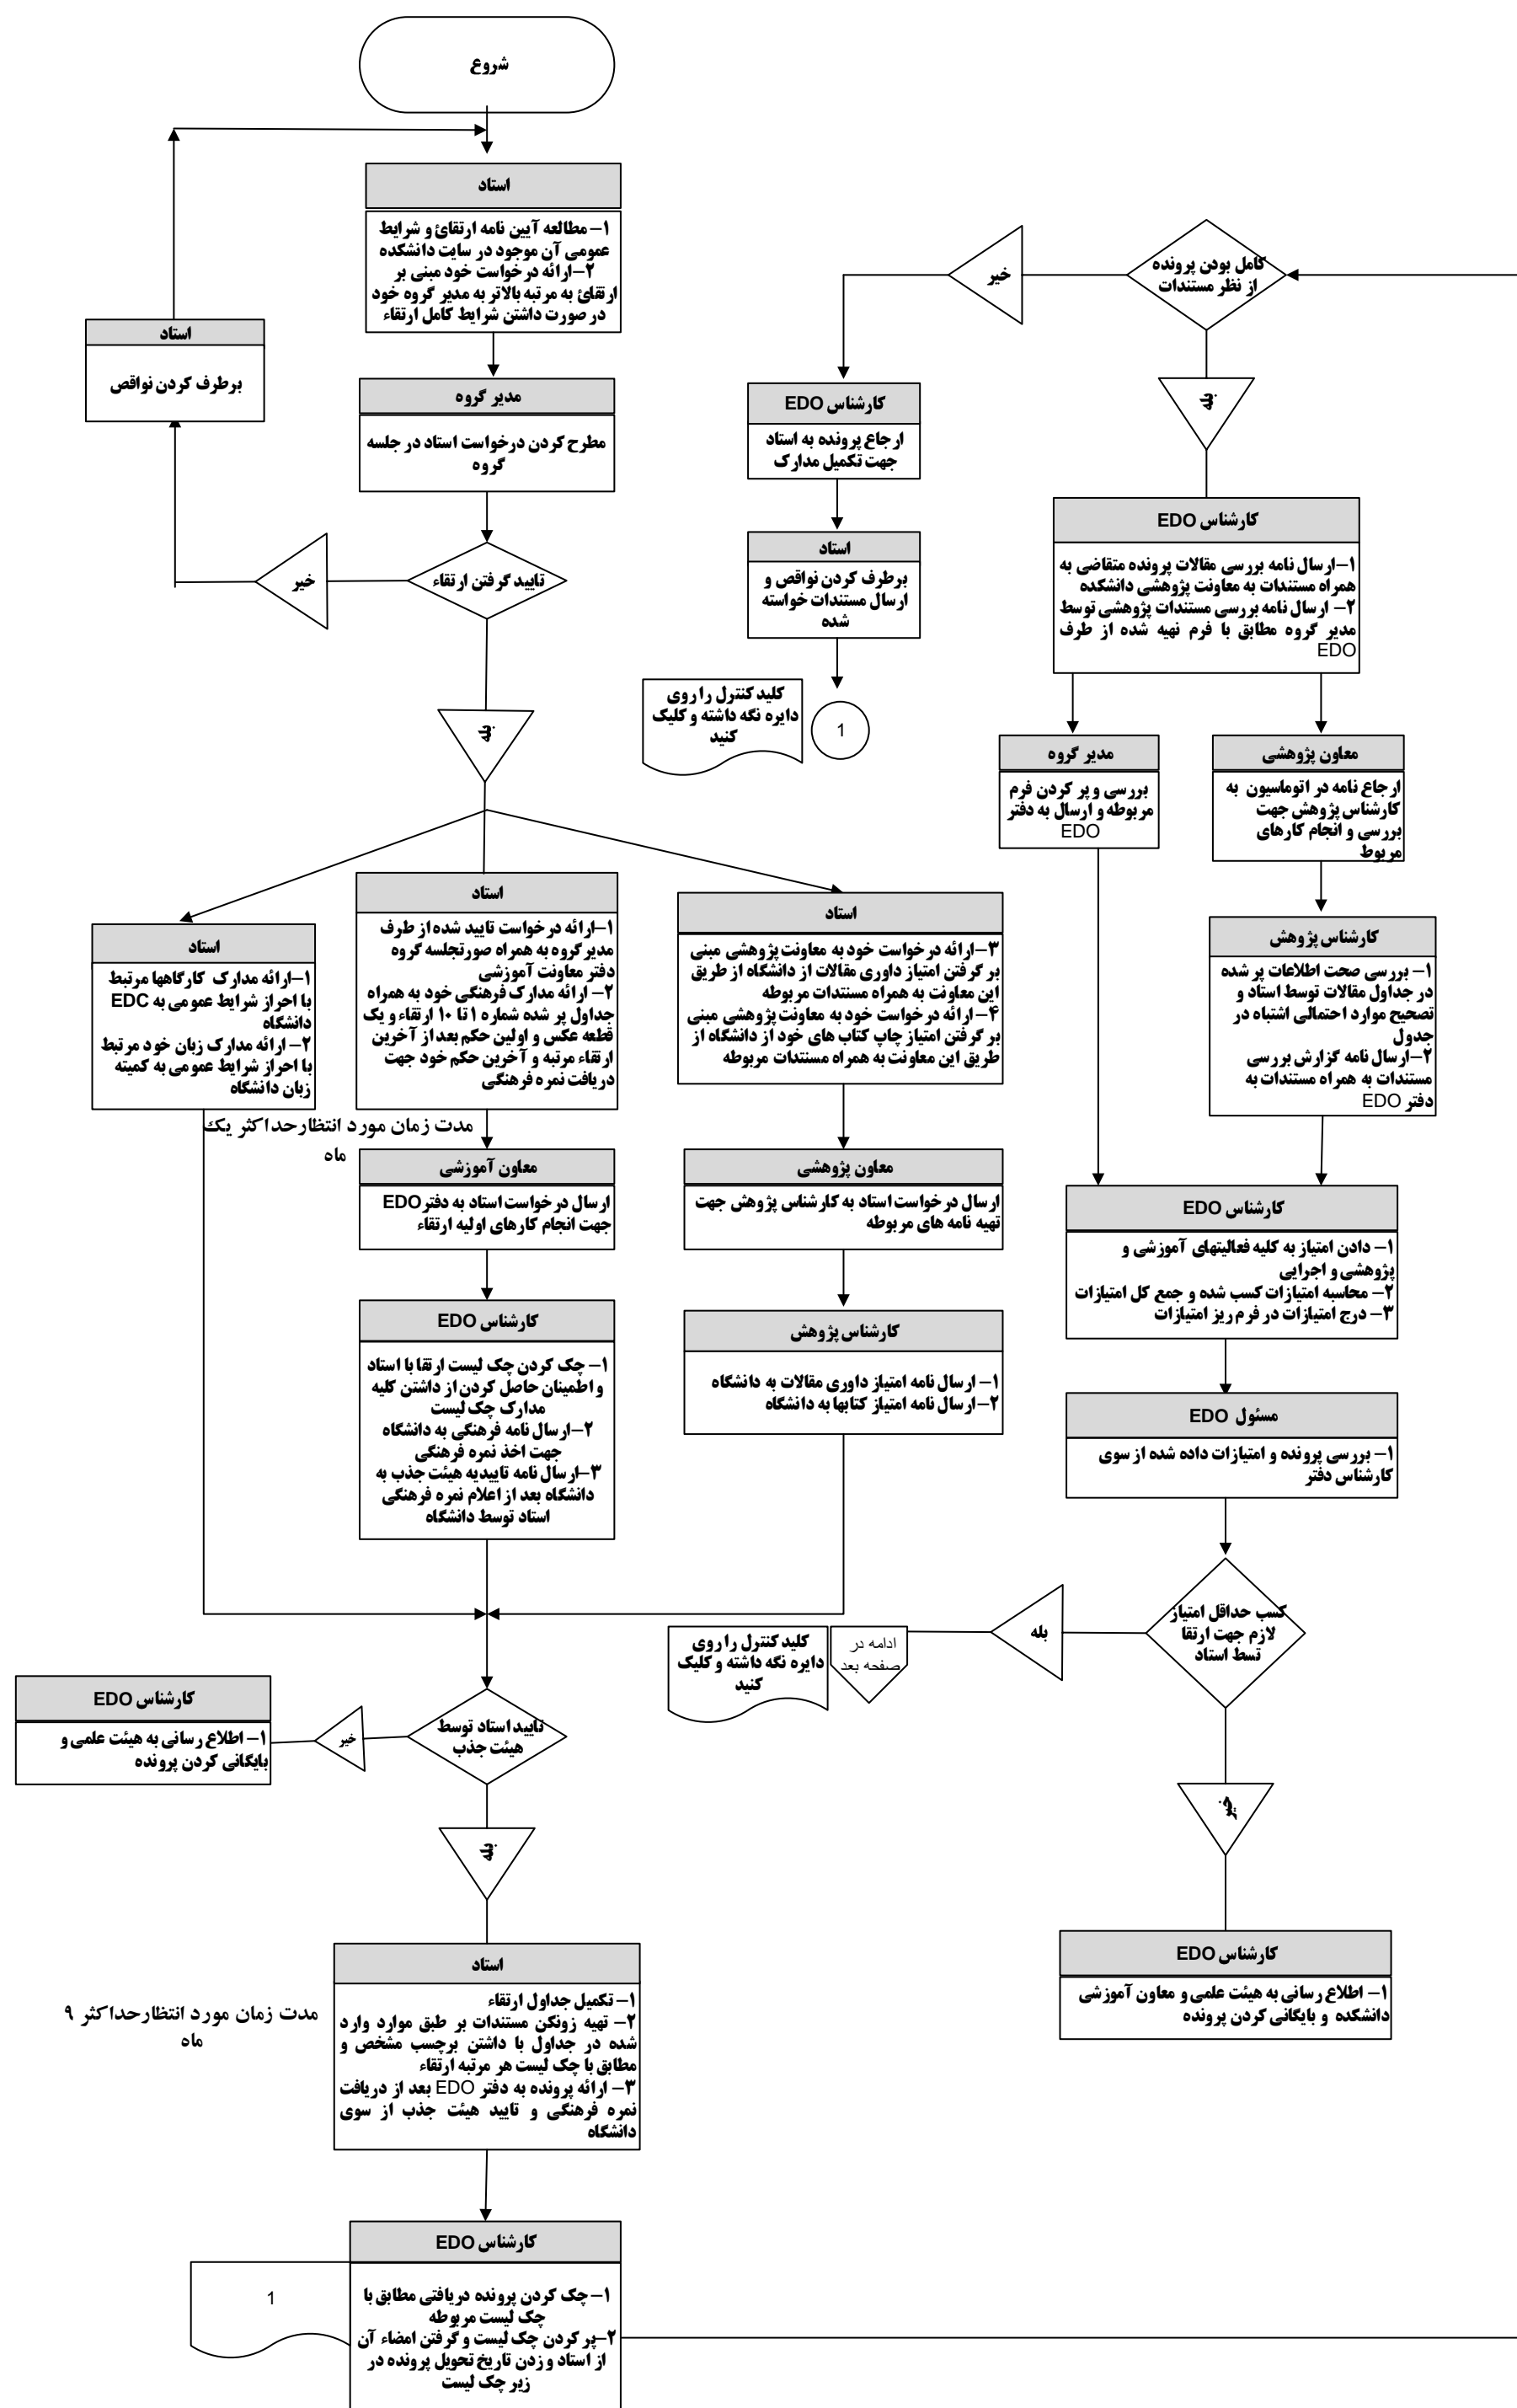 شروع
استاد
۱– مطالعه آیین نامه ارتقائ و شرایط
عمومی آن موجود در سایت دانشکده
۲–ارائه درخواست خود مبنی بر
ارتقائ به مرتبه بالاتر به مدیر گروه خود
در صورت داشتن شرایط کامل ارتقاء
استاد
برطرف کردن نواقص
مدیر گروه
مطرح کردن درخواست استاد در جلسه
گروه
تایید گرفتن ارتقاء
خیر
بله
استاد
۱–ارائه مدارک کارگاهها مرتبط
با احراز شرایط عمومی به EDC
دانشگاه
۲– ارائه مدارک زبان خود مرتبط
با احراز شرایط عمومی به کمیته
زبان دانشگاه
استاد
۱–ارائه درخواست تایید شده از طرف
مدیر گروه به همراه صورتجلسه گروه
دفتر معاونت آموزشی
۲– ارائه مدارک فرهنگی خود به همراه
جداول پر شده شماره ۱ تا ۱۰ ارتقاء و یک
قطعه عکس و اولین حکم بعد از آخرین
ارتقاء مرتبه و آخرین حکم خود جهت
دریافت نمره فرهنگی
استاد
۳–ارائه درخواست خود به معاونت پژوهشی مبنی
بر گرفتن امتیاز داوری مقالات از دانشگاه از طریق
این معاونت به همراه مستندات مربوطه
۴– ارائه درخواست خود به معاونت پژوهشی مبنی
بر گرفتن امتیاز چاپ کتاب های خود از دانشگاه از
طریق این معاونت به همراه مستندات مربوطه
مدت زمان مورد انتظارحداکثر یک
ماه
معاون آموزشی
ارسال درخواست استاد به دفترEDO
جهت انجام کارهای اولیه ارتقاء
معاون پژوهشی
ارسال درخواست استاد به کارشناس پژوهش جهت
تهیه نامه های مربوطه
کارشناس EDO
۱– چک کردن چک لیست ارتقا با استاد
و اطمینان حاصل کردن از داشتن کلیه
مدارک چک لیست
۲–ارسال نامه فرهنگی به دانشگاه
جهت اخذ نمره فرهنگی
۳–ارسال نامه تاییدیه هیئت جذب به
دانشگاه بعد از اعلام نمره فرهنگی
استاد توسط دانشگاه
کارشناس پژوهش
۱– ارسال نامه امتیاز داوری مقالات به دانشگاه
۲–ارسال نامه امتیاز کتابها به دانشگاه
تایید استاد توسط
هیئت جذب
خیر
کارشناس EDO
۱– اطلاع رسانی به هیئت علمی و
بایگانی کردن پرونده
بله
استاد
۱– تکمیل جداول ارتقاء
۲– تهیه زونکن مستندات بر طبق موارد وارد
شده در جداول با داشتن برچسب مشخص و
مطابق با چک لیست هر مرتبه ارتقاء
۳– ارائه پرونده به دفتر EDO بعد از دریافت
نمره فرهنگی و تایید هیئت جذب از سوی
دانشگاه
مدت زمان مورد انتظارحداکثر ۹
ماه
کارشناس EDO
۱– چک کردن پرونده دریافتی مطابق با
چک لیست مربوطه
۲–پر کردن چک لیست و گرفتن امضاء آن
از استاد و زدن تاریخ تحویل پرونده در
زیر چک لیست
1
کامل بودن پرونده
از نظر مستندات
خیر
کارشناس EDO
ارجاع پرونده به استاد
جهت تکمیل مدارک
استاد
برطرف کردن نواقص و
ارسال مستندات خواسته
شده
1
کلید کنترل را روی
دایره نگه داشته و کلیک
کنید
بله
کارشناس EDO
۱–ارسال نامه بررسی مقالات پرونده متقاضی به
همراه مستندات به معاونت پژوهشی دانشکده
۲– ارسال نامه بررسی مستندات پژوهشی توسط
مدیر گروه مطابق با فرم تهیه شده از طرف
EDO
معاون پژوهشی
ارجاع نامه در اتوماسیون به
کارشناس پژوهش جهت
بررسی و انجام کارهای
مربوط
مدیر گروه
بررسی و پر کردن فرم
مربوطه و ارسال به دفتر
EDO
کارشناس پژوهش
۱– بررسی صحت اطلاعات پر شده
در جداول مقالات توسط استاد و
تصحیح موارد احتمالی اشتباه در
جدول
۲–ارسال نامه گزارش بررسی
مستندات به همراه مستندات به
دفتر EDO
کارشناس EDO
۱– دادن امتیاز به کلیه فعالیتهای آموزشی و
پژوهشی و اجرایی
۲– محاسبه امتیازات کسب شده و جمع کل امتیازات
۳– درج امتیازات در فرم ریز امتیازات
مسئول EDO
۱– بررسی پرونده و امتیازات داده شده از سوی
کارشناس دفتر
کسب حداقل امتیاز
لازم جهت ارتقا
تسط استاد
بله
ادامه در
صفحه بعد
کلید کنترل را روی
دایره نگه داشته و کلیک
کنید
خیر
کارشناس EDO
۱– اطلاع رسانی به هیئت علمی و معاون آموزشی
دانشکده و بایگانی کردن پرونده